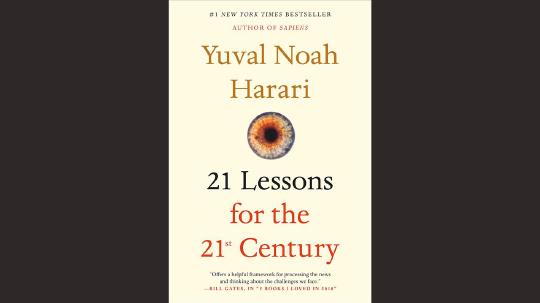 #1 NEW YORK TIMES BESTSELLER
AUTHOR OF SAPIENS
Yuval Noah
Harari
21 Lessons
for the
21st Century
"Offers a helpful framework for processing the news
and thinking about the challenges we face."
—BILL GATES, IN "5 BOOKS I LOVED IN 2018"